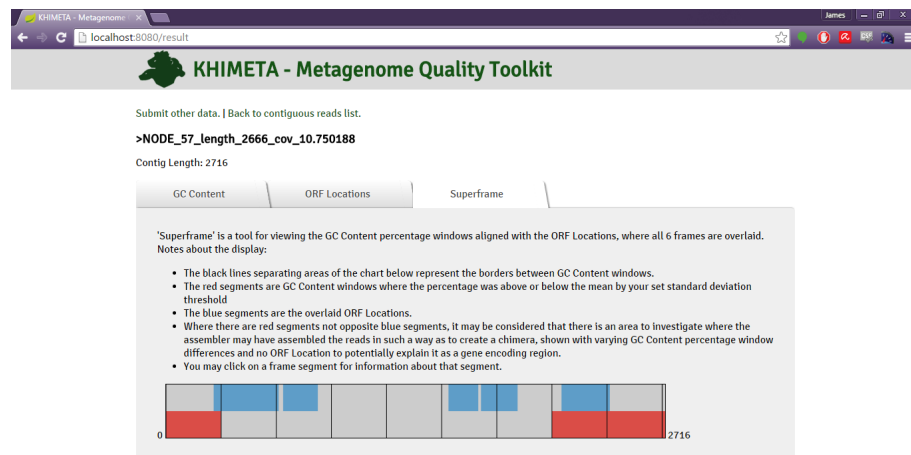 KHIMETA - Metagenome
James
localhost:8080/result
KHIMETA - Metagenome Quality Toolkit
Submit other data. | Back to contiguous reads list.
>NODE_57_length_2666_cov_10.750188
Contig Length: 2716
GC Content
ORF Locations
Superframe
'Superframe' is a tool for viewing the GC Content percentage windows aligned with the ORF Locations, where all 6 frames are overlaid.
Notes about the display:
• The black lines separating areas of the chart below represent the borders between GC Content windows.
• The red segments are GC Content windows where the percentage was above or below the mean by your set standard deviation
threshold
• The blue segments are the overlaid ORF Locations.
• Where there are red segments not opposite blue segments, it may be considered that there is an area to investigate where the
assembler may have assembled the reads in such a way as to create a chimera, shown with varying GC Content percentage window
differences and no ORF Location to potentially explain it as a gene encoding region.
• You may click on a frame segment for information about that segment.
0
2716